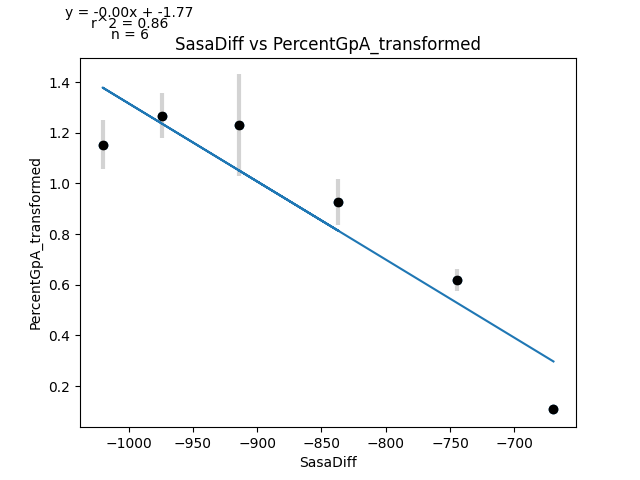 y = -0.00x + -1.77
r^2 = 0.86
n = 6
SasaDiff vs PercentGpA_transformed
1.4
1.2
1.0
0.8
0.6
0.4
0.2
PercentGpA_transformed
−1000 −950 −900 −850 −800 −750 −700
SasaDiff